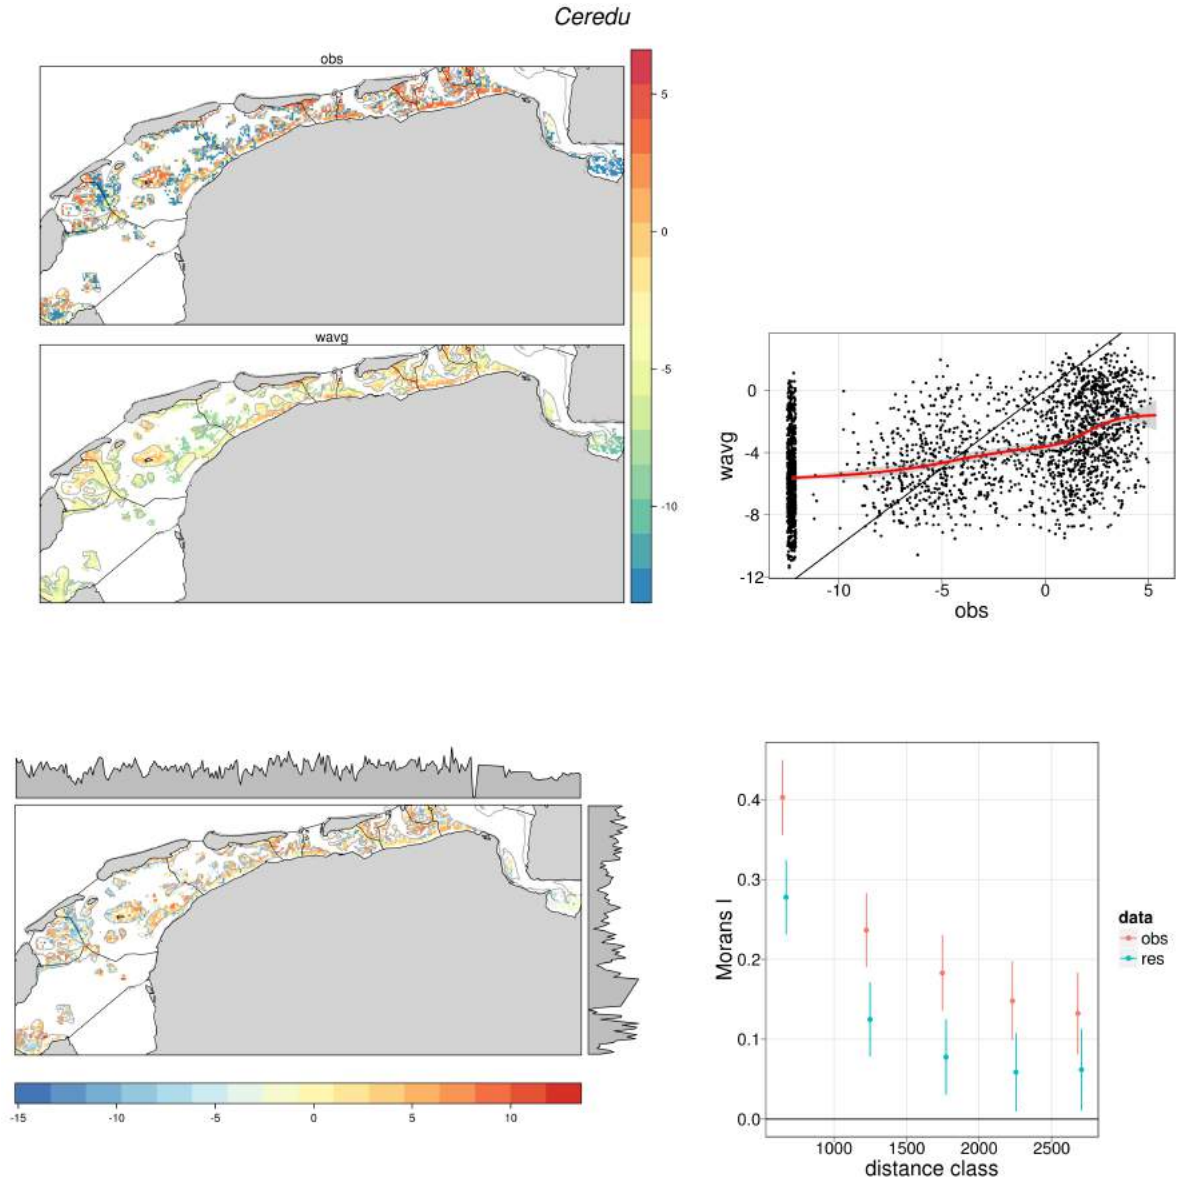 Ceredu
obs
5
0
-5
-10
wavg
0
-4
-8
-12
wavg
-10 -5 0 5
obs
-15 -10 -5 0 5 10
0.4
0.3
0.2
0.1
0.0
Morans I
1000 1500 2000 2500
distance class
data
obs
res